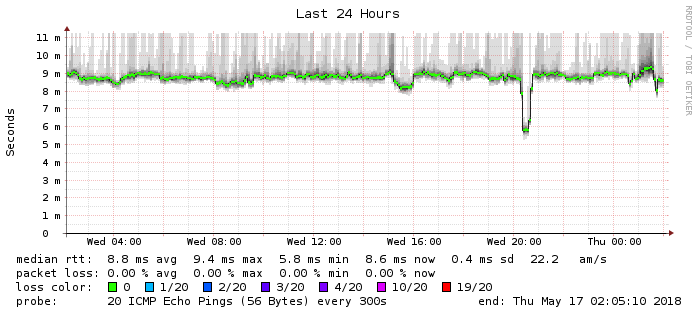 Last 24 Hours
RRDTOOL / TOBI OETIKER
Seconds
11 m
10 m
9 m
8 m
7 m
6 m
5 m
4 m
3 m
2 m
1 m
0
Wed 04:00 Wed 08:00 Wed 12:00 Wed 16:00 Wed 20:00 Thu 00:00
median rtt: 8.8 ms avg 9.4 ms max 5.8 ms min 8.6 ms now 0.4 ms sd 22.2 am/s
packet loss: 0.00 % avg 0.00 % max 0.00 % min 0.00 % now
loss color: 0 1/20 2/20 3/20 4/20 10/20 19/20
probe: 20 ICMP Echo Pings (56 Bytes) every 300s end: Thu May 17 02:05:10 2018